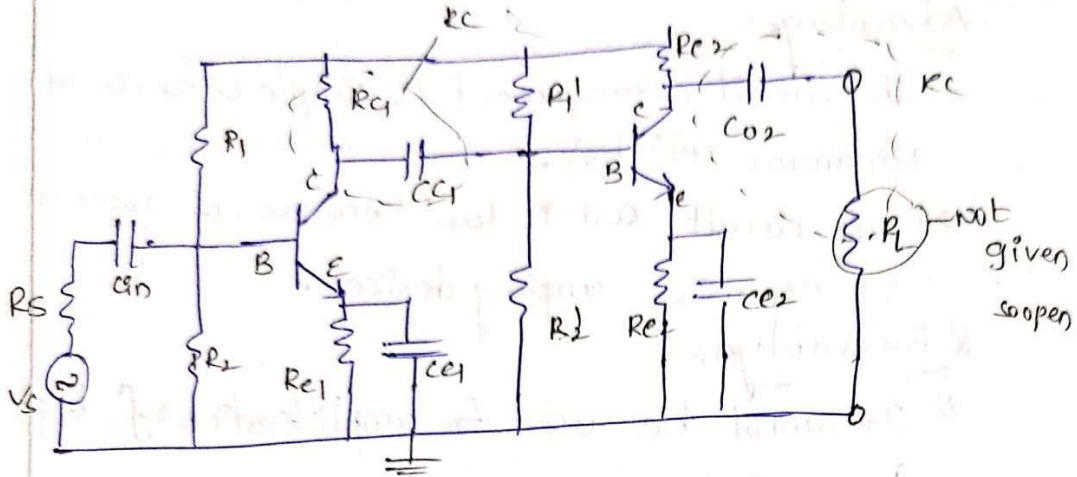 RC
RC2
RC1
R1'
RC
R1
C
CO2
C
CC1
B
e
RL
not
given
so open
B
E
Cin
RS
R2
R2'
Re2
Ce2
VS
~
Re1
Ce1